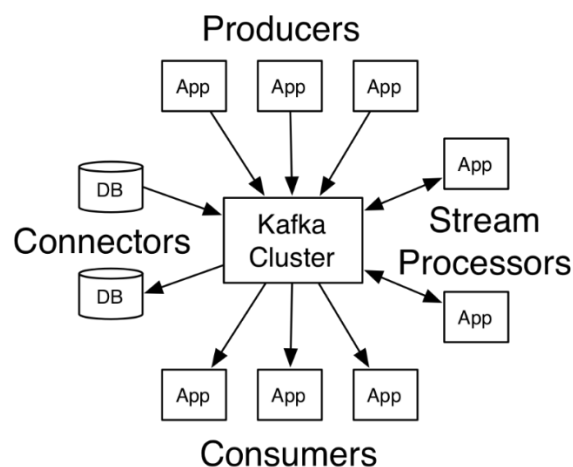 Producers
App
App
App
DB
App
Kafka
Cluster
Connectors
Stream
Processors
DB
App
App
App
App
Consumers